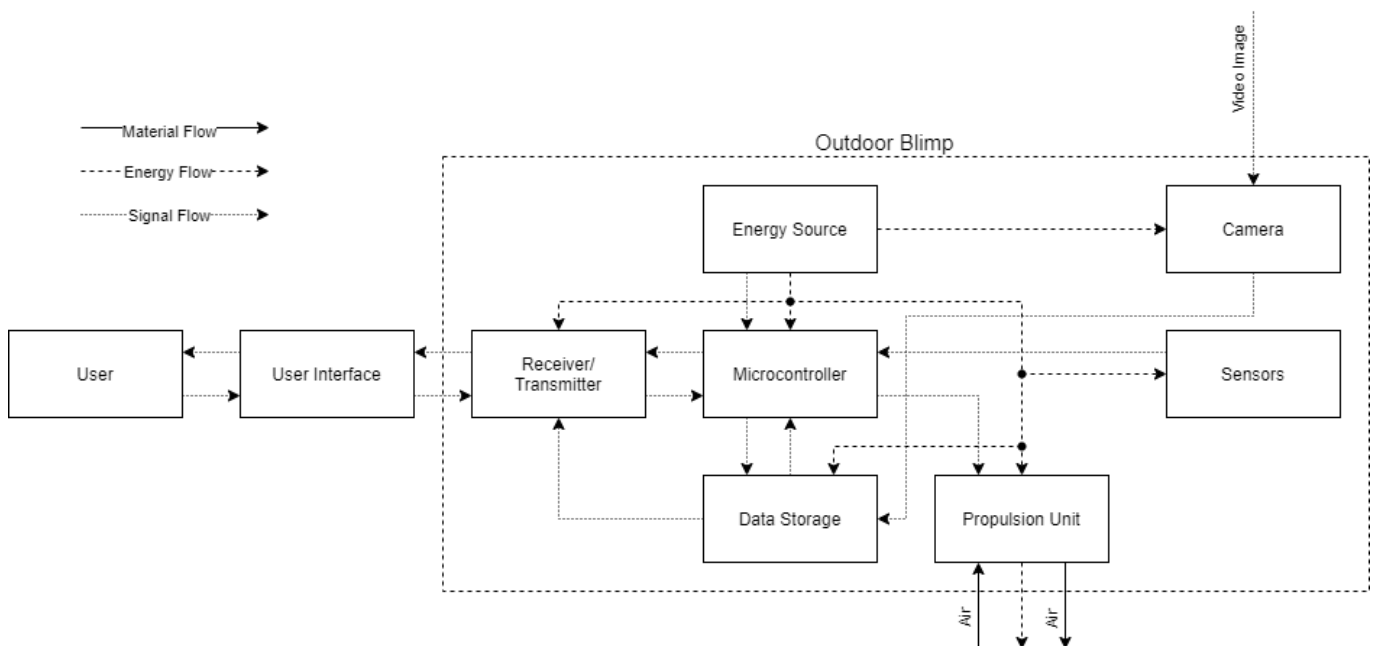 Video Image
Material Flow
Outdoor Blimp
Energy Flow
Signal Flow
Energy Source
Camera
User
User Interface
Receiver/
Transmitter
Microcontroller
Sensors
Data Storage
Propulsion Unit
Air
Air